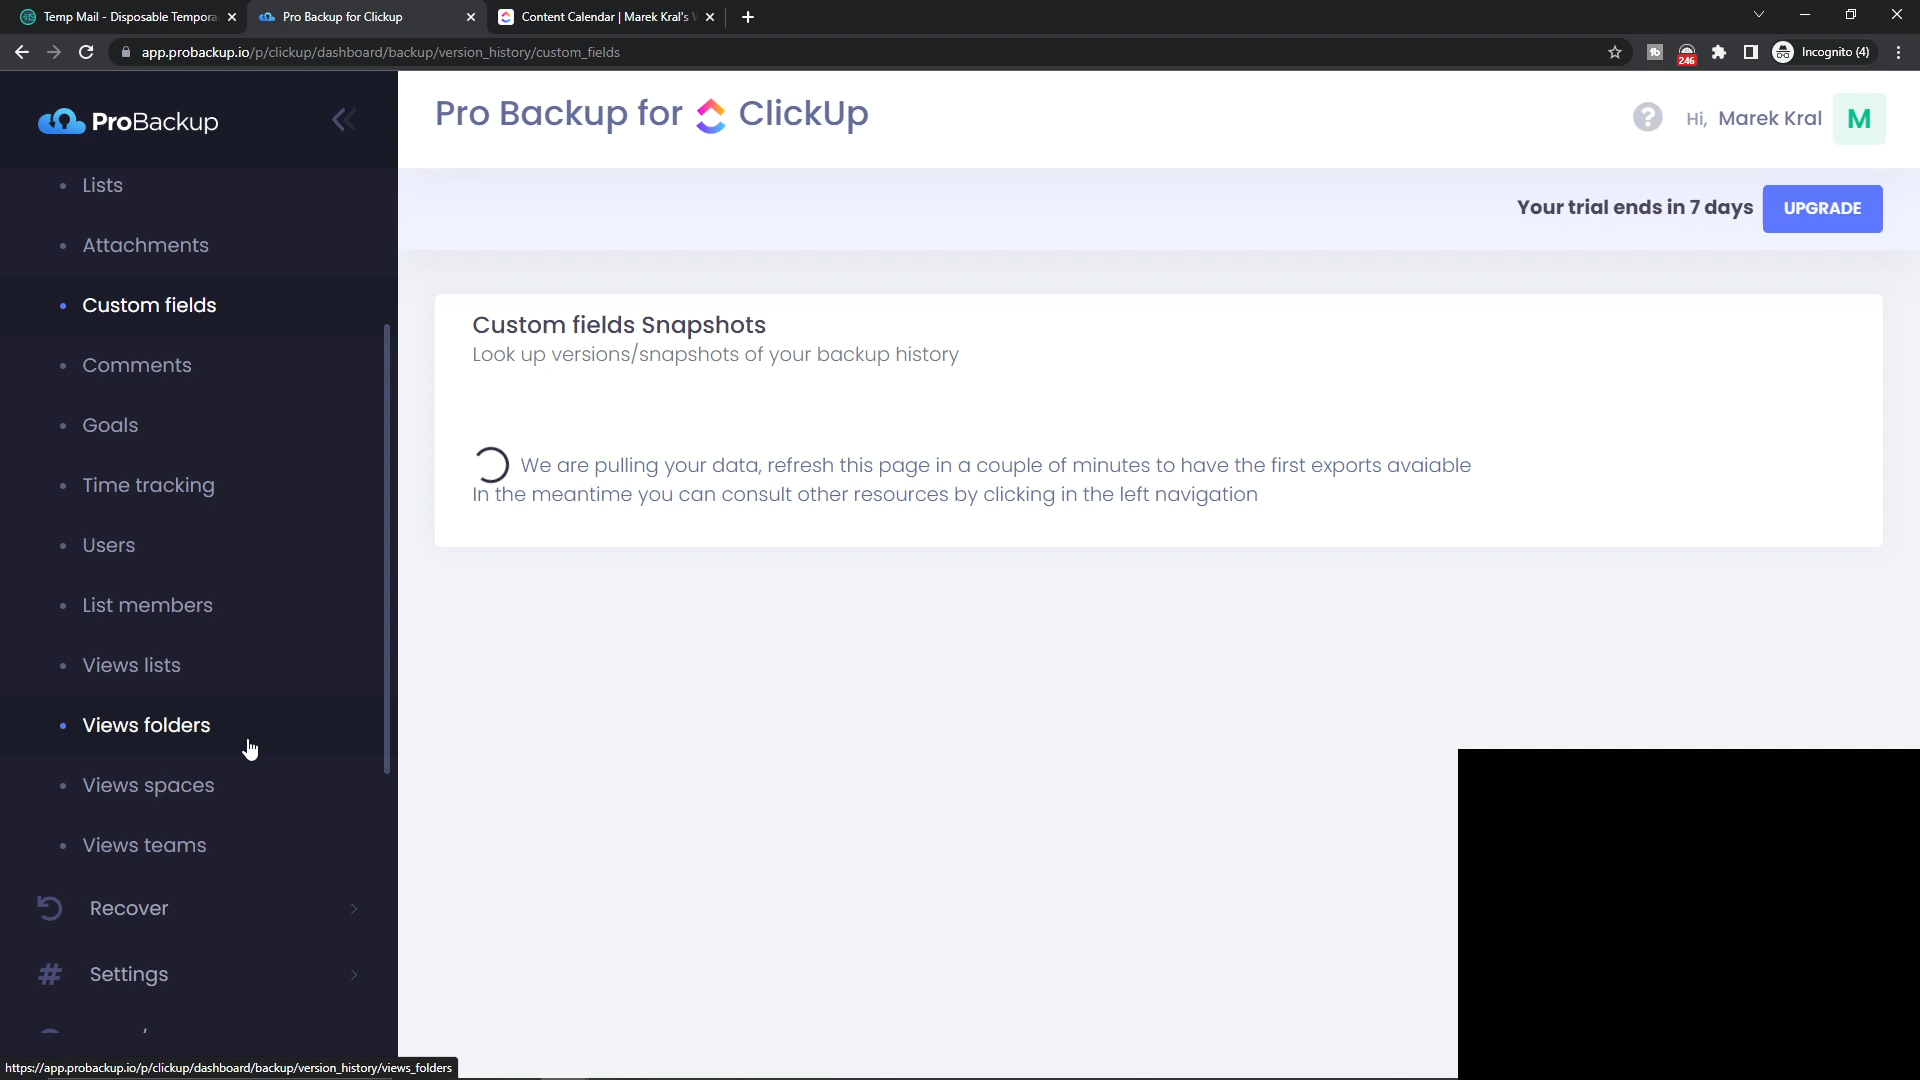 Temp Mail - Disposable Tempora
Pro Backup for Clickup
Content Calendar | Marek Kral's
app.probackup.io/p/clickup/dashboard/backup/version_history/custom_fields
246
Incognito (4)
ProBackup
Pro Backup for ClickUp
Hi, Marek Kral
M
Your trial ends in 7 days
UPGRADE
Lists
Attachments
Custom fields
Comments
Goals
Time tracking
Users
List members
Views lists
Views folders
Views spaces
Views teams
Recover
Settings
Custom fields Snapshots
Look up versions/snapshots of your backup history
We are pulling your data, refresh this page in a couple of minutes to have the first exports avaiable
In the meantime you can consult other resources by clicking in the left navigation
https://app.probackup.io/p/clickup/dashboard/backup/version_history/views_folders